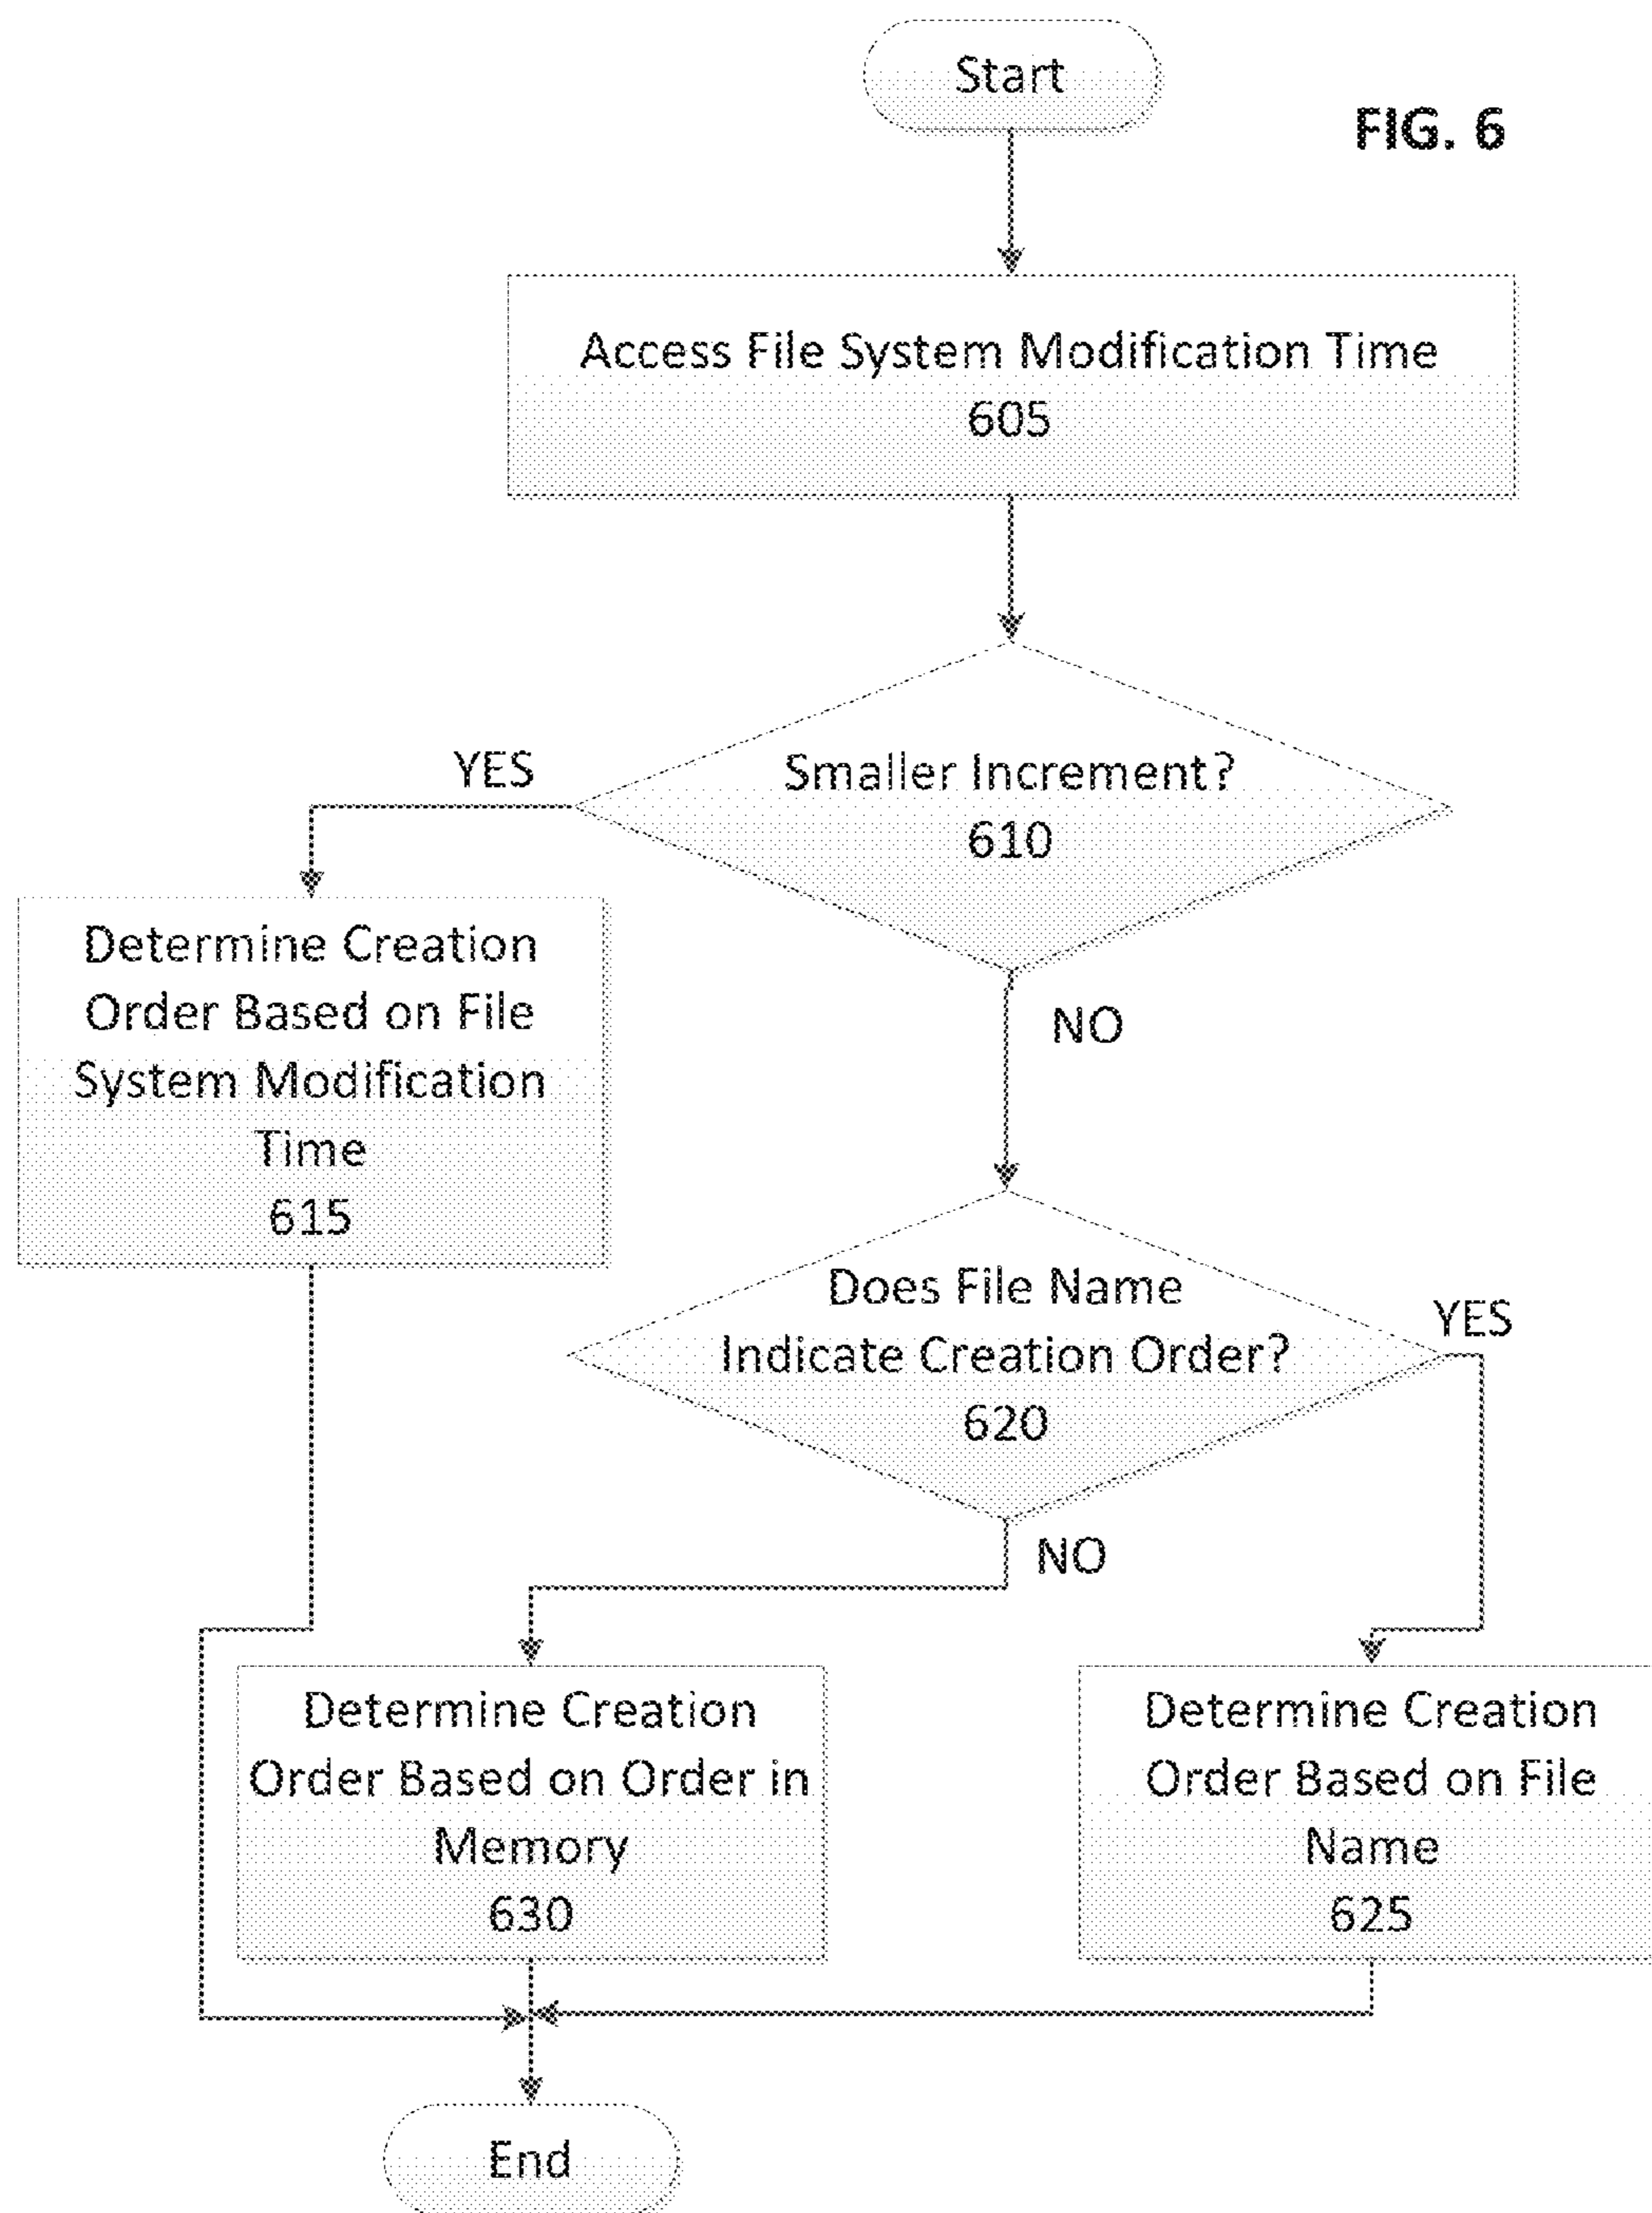 Start
FIG. 6
Access File System Modification Time
605
Smaller Increment?
610
YES
NO
Determine Creation
Order Based on File
System Modification
Time
615
Does File Name
Indicate Creation Order?
620
YES
NO
Determine Creation
Order Based on Order in
Memory
630
Determine Creation
Order Based on File
Name
625
End